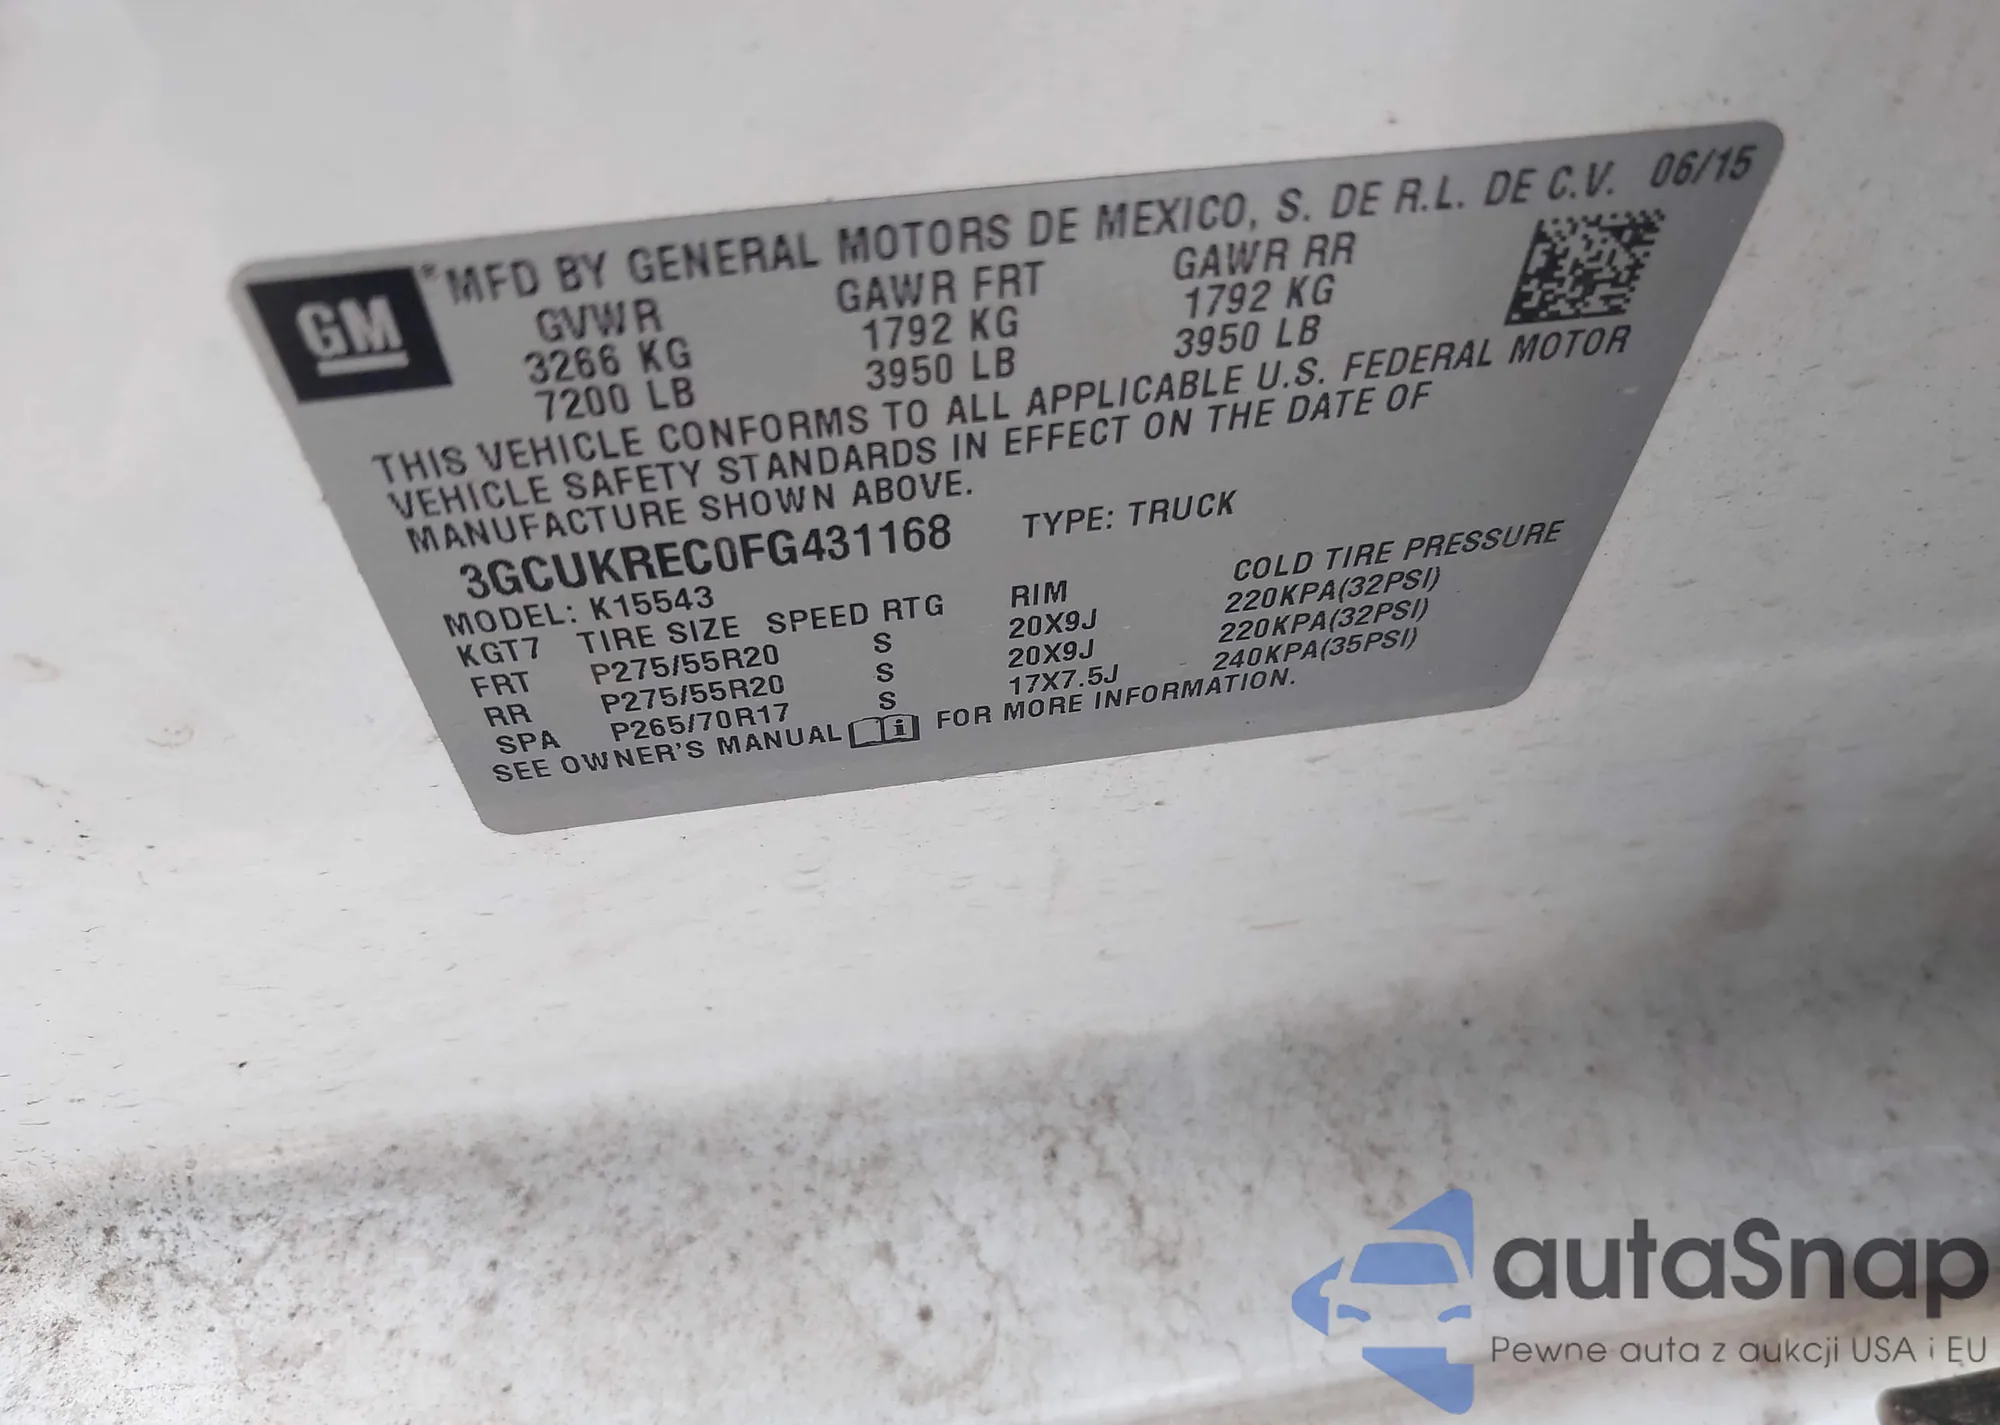 GM
MFD BY GENERAL MOTORS DE MEXICO, S. DE R.L. DE C.V. 06/15
GVWR GAWR FRT GAWR RR
3266 KG 1792 KG 1792 KG
7200 LB 3950 LB 3950 LB
THIS VEHICLE CONFORMS TO ALL APPLICABLE U.S. FEDERAL MOTOR
VEHICLE SAFETY STANDARDS IN EFFECT ON THE DATE OF
MANUFACTURE SHOWN ABOVE.
3GCUKREC0FG431168 TYPE: TRUCK
MODEL: K15543
KGT7 TIRE SIZE SPEED RTG RIM COLD TIRE PRESSURE
FRT P275/55R20 S 20X9J 220KPA(32PSI)
RR P275/55R20 S 20X9J 220KPA(32PSI)
SPA P265/70R17 S 17X7.5J 240KPA(35PSI)
SEE OWNER'S MANUAL i FOR MORE INFORMATION.
autaSnap
Pewne auta z aukcji USA i EU